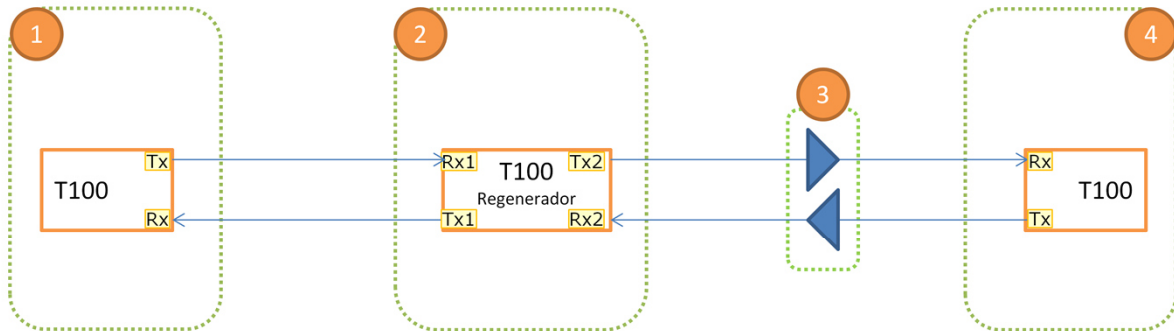 1
2
3
4
T100
Tx
Rx
Rx1
T100
Regenerador
Tx2
Tx1
Rx2
Rx
T100
Tx